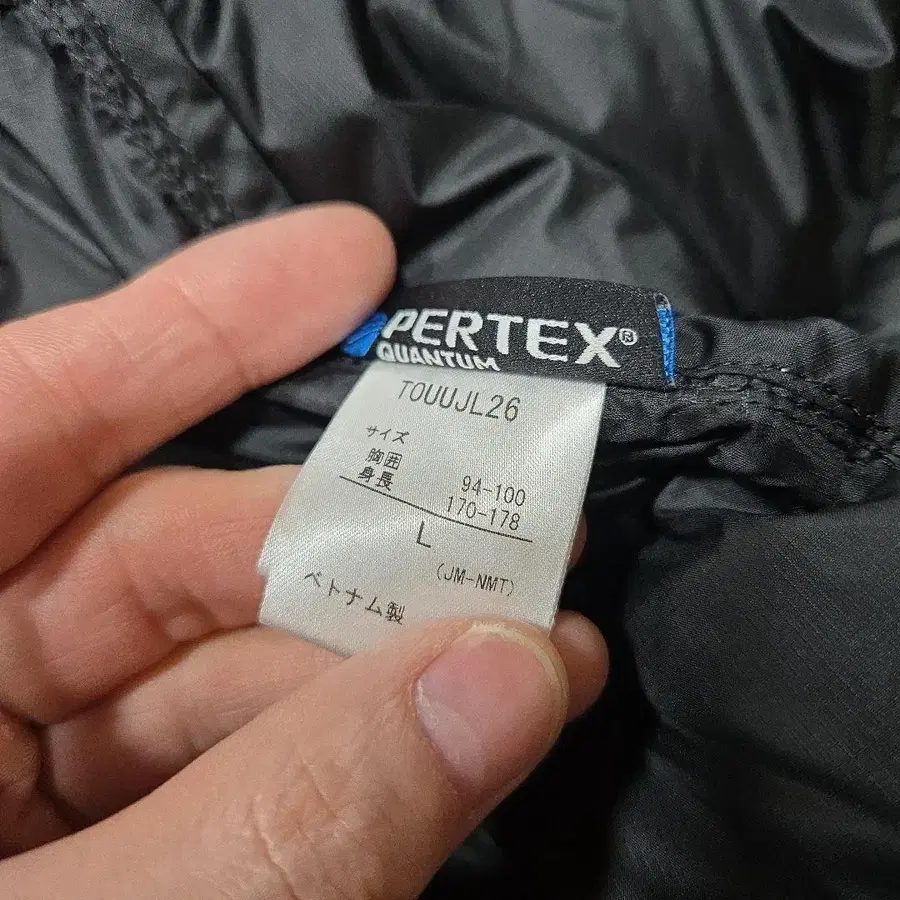 PERTEX®
QUANTUM
TOUUJL26
サイズ
胸囲 94-100
身長 170-178
L
(JM-NMT)
ベトナム製